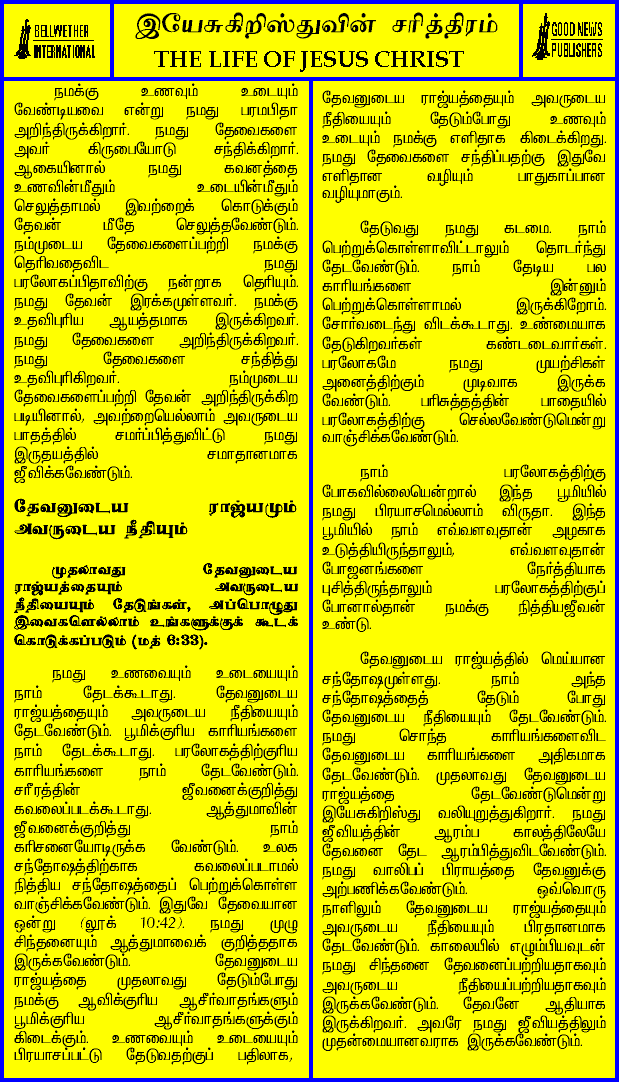 BELLWETHER
INTERNATIONAL
இயேசுகிறிஸ்துவின் சரித்திரம்
THE LIFE OF JESUS CHRIST
GOOD NEWS
PUBLISHERS
நமக்கு உணவும் உடையும்
வேண்டியவை என்று நமது பரமபிதா
அறிந்திருக்கிறார். நமது தேவைகளை
அவர் கிருபையோடு சந்திக்கிறார்.
ஆகையினால் நமது கவனத்தை
உணவின்மீதும் உடையின்மீதும்
செலுத்தாமல் இவற்றைக் கொடுக்கும்
தேவன் மீதே செலுத்தவேண்டும்.
நம்முடைய தேவைகளைப்பற்றி நமக்கு
தெரிவதைவிட நமது
பரலோகப்பிதாவிற்கு நன்றாக தெரியும்.
நமது தேவன் இரக்கமுள்ளவர். நமக்கு
உதவிபுரிய ஆயத்தமாக இருக்கிறவர்.
நமது தேவைகளை அறிந்திருக்கிறவர்.
நமது தேவைகளை சந்தித்து
உதவிபுரிகிறவர். நம்முடைய
தேவைகளைப்பற்றி தேவன் அறிந்திருக்கிற
படியினால், அவற்றையெல்லாம் அவருடைய
பாதத்தில் சமர்ப்பித்துவிட்டு நமது
இருதயத்தில் சமாதானமாக
ஜீவிக்கவேண்டும்.
தேவனுடைய ராஜ்யமும்
அவருடைய நீதியும்
முதலாவது தேவனுடைய
ராஜ்யத்தையும் அவருடைய
நீதியையும் தேடுங்கள், அப்பொழுது
இவைகளெல்லாம் உங்களுக்குக் கூடக்
கொடுக்கப்படும் (மத் 6:33).
நமது உணவையும் உடையையும்
நாம் தேடக்கூடாது. தேவனுடைய
ராஜ்யத்தையும் அவருடைய நீதியையும்
தேடவேண்டும். பூமிக்குரிய காரியங்களை
நாம் தேடக்கூடாது. பரலோகத்திற்குரிய
காரியங்களை நாம் தேடவேண்டும்.
சரீரத்தின் ஜீவனைக்குறித்து
கவலைப்படக்கூடாது. ஆத்துமாவின்
ஜீவனைக்குறித்து நாம்
கரிசனையோடிருக்க வேண்டும். உலக
சந்தோஷத்திற்காக கவலைப்படாமல்
நித்திய சந்தோஷத்தைப் பெற்றுக்கொள்ள
வாஞ்சிக்கவேண்டும். இதுவே தேவையான
ஒன்று (லூக் 10:42). நமது முழு
சிந்தனையும் ஆத்துமாவைக் குறித்ததாக
இருக்கவேண்டும். தேவனுடைய
ராஜ்யத்தை முதலாவது தேடும்போது
நமக்கு ஆவிக்குரிய ஆசீர்வாதங்களும்
பூமிக்குரிய ஆசீர்வாதங்களுக்கும்
கிடைக்கும். உணவையும் உடையையும்
பிரயாசப்பட்டு தேடுவதற்குப் பதிலாக,
தேவனுடைய ராஜ்யத்தையும் அவருடைய
நீதியையும் தேடும்போது உணவும்
உடையும் நமக்கு எளிதாக கிடைக்கிறது.
நமது தேவைகளை சந்திப்பதற்கு இதுவே
எளிதான வழியும் பாதுகாப்பான
வழியுமாகும்.
தேடுவது நமது கடமை. நாம்
பெற்றுக்கொள்ளாவிட்டாலும் தொடர்ந்து
தேடவேண்டும். நாம் தேடிய பல
காரியங்களை இன்னும்
பெற்றுக்கொள்ளாமல் இருக்கிறோம்.
சோர்வடைந்து விடக்கூடாது. உண்மையாக
தேடுகிறவர்கள் கண்டடைவார்கள்.
பரலோகமே நமது முயற்சிகள்
அனைத்திற்கும் முடிவாக இருக்க
வேண்டும். பரிசுத்தத்தின் பாதையில்
பரலோகத்திற்கு செல்லவேண்டுமென்று
வாஞ்சிக்கவேண்டும்.
நாம் பரலோகத்திற்கு
போகவில்லையென்றால் இந்த பூமியில்
நமது பிரயாசமெல்லாம் விருதா. இந்த
பூமியில் நாம் எவ்வளவுதான் அழகாக
உடுத்தியிருந்தாலும், எவ்வளவுதான்
போஜனங்களை நேர்த்தியாக
புசித்திருந்தாலும் பரலோகத்திற்குப்
போனால்தான் நமக்கு நித்தியஜீவன்
உண்டு.
தேவனுடைய ராஜ்யத்தில் மெய்யான
சந்தோஷமுள்ளது. நாம் அந்த
சந்தோஷத்தைத் தேடும் போது
தேவனுடைய நீதியையும் தேடவேண்டும்.
நமது சொந்த காரியங்களைவிட
தேவனுடைய காரியங்களை அதிகமாக
தேடவேண்டும். முதலாவது தேவனுடைய
ராஜ்யத்தை தேடவேண்டுமென்று
இயேசுகிறிஸ்து வலியுறுத்துகிறார். நமது
ஜீவியத்தின் ஆரம்ப காலத்திலேயே
தேவனை தேட ஆரம்பித்துவிடவேண்டும்.
நமது வாலிபப் பிராயத்தை தேவனுக்கு
அற்பணிக்கவேண்டும். ஒவ்வொரு
நாளிலும் தேவனுடைய ராஜ்யத்தையும்
அவருடைய நீதியையும் பிரதானமாக
தேடவேண்டும். காலையில் எழும்பியவுடன்
நமது சிந்தனை தேவனைப்பற்றியதாகவும்
அவருடைய நீதியைப்பற்றியதாகவும்
இருக்கவேண்டும். தேவனே ஆதியாக
இருக்கிறவர். அவரே நமது ஜீவியத்திலும்
முதன்மையானவராக இருக்கவேண்டும்.